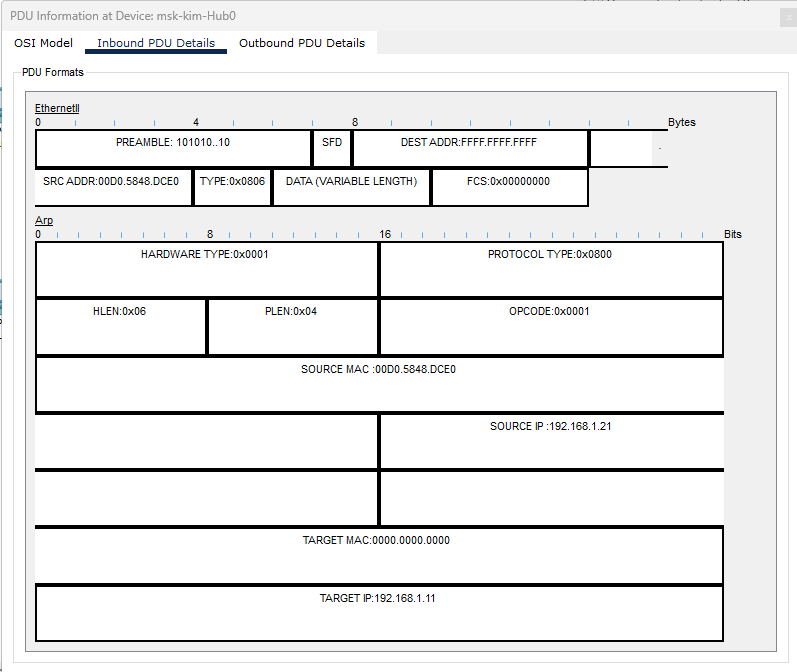 PDU Information at Device: msk-kim-Hub0
OSI Model Inbound PDU Details Outbound PDU Details
PDU Formats
EthernetII
0 4 8 Bytes
PREAMBLE: 101010..10 SFD DEST ADDR:FFFF.FFFF.FFFF
SRC ADDR:00D0.5848.DCE0 TYPE:0x0806 DATA (VARIABLE LENGTH) FCS:0x00000000
Arp
0 8 16 Bits
HARDWARE TYPE:0x0001 PROTOCOL TYPE:0x0800
HLEN:0x06 PLEN:0x04 OPCODE:0x0001
SOURCE MAC :00D0.5848.DCE0
SOURCE IP :192.168.1.21
TARGET MAC:0000.0000.0000
TARGET IP:192.168.1.11